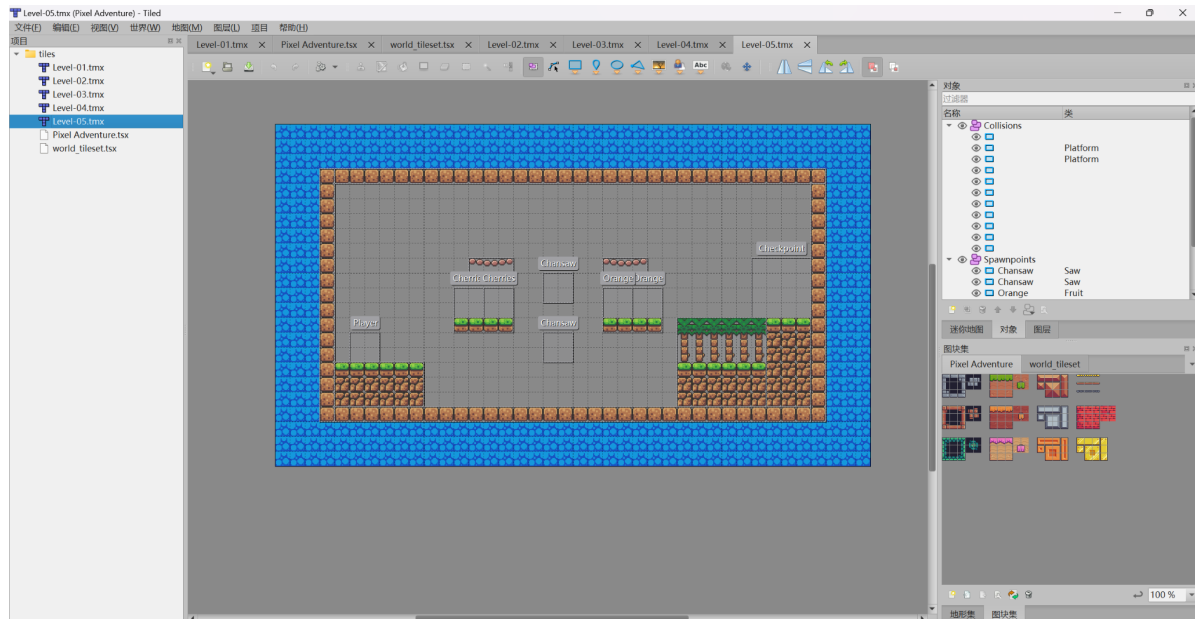 Level-05.tmx (Pixel Adventure) - Tiled
文件(F) 编辑(E) 视图(V) 世界(W) 地图(M) 图层(L) 项目 帮助(H)
项目
tiles
Level-01.tmx
Level-02.tmx
Level-03.tmx
Level-04.tmx
Level-05.tmx
Pixel Adventure.tsx
world_tileset.tsx
Level-01.tmx Pixel Adventure.tsx world_tileset.tsx Level-02.tmx Level-03.tmx Level-04.tmx Level-05.tmx
Abc
Checkpoint
Chansaw
Cherries
Orange
Player
Chansaw
对象
过滤器
名称 类
Collisions
Platform
Platform
Spawnpoints
Chansaw Saw
Chansaw Saw
Orange Fruit
迷你地图 对象 图层
图块集
Pixel Adventure world_tileset
100 %
地形集 图块集